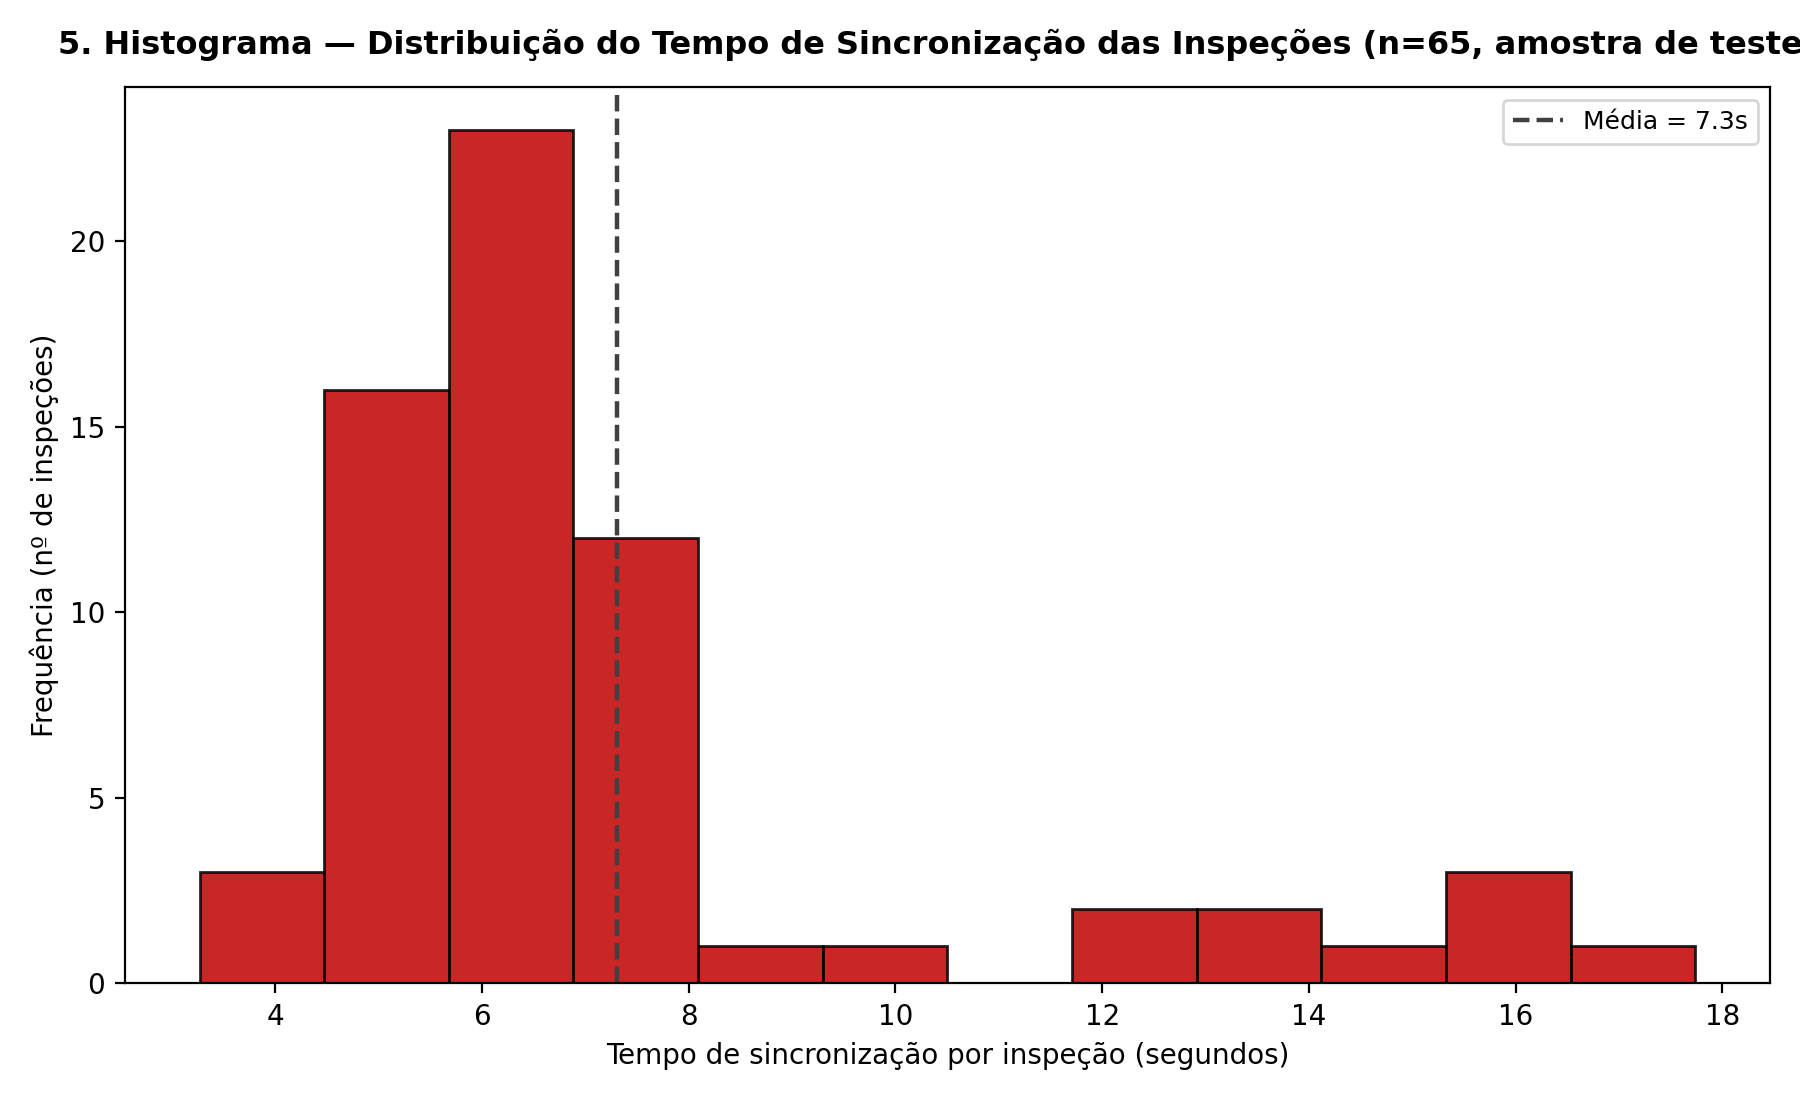 5. Histograma — Distribuição do Tempo de Sincronização das Inspeções (n=65, amostra de teste
Média = 7.3s
Frequência (nº de inspeções)
20
15
10
5
0
4 6 8 10 12 14 16 18
Tempo de sincronização por inspeção (segundos)